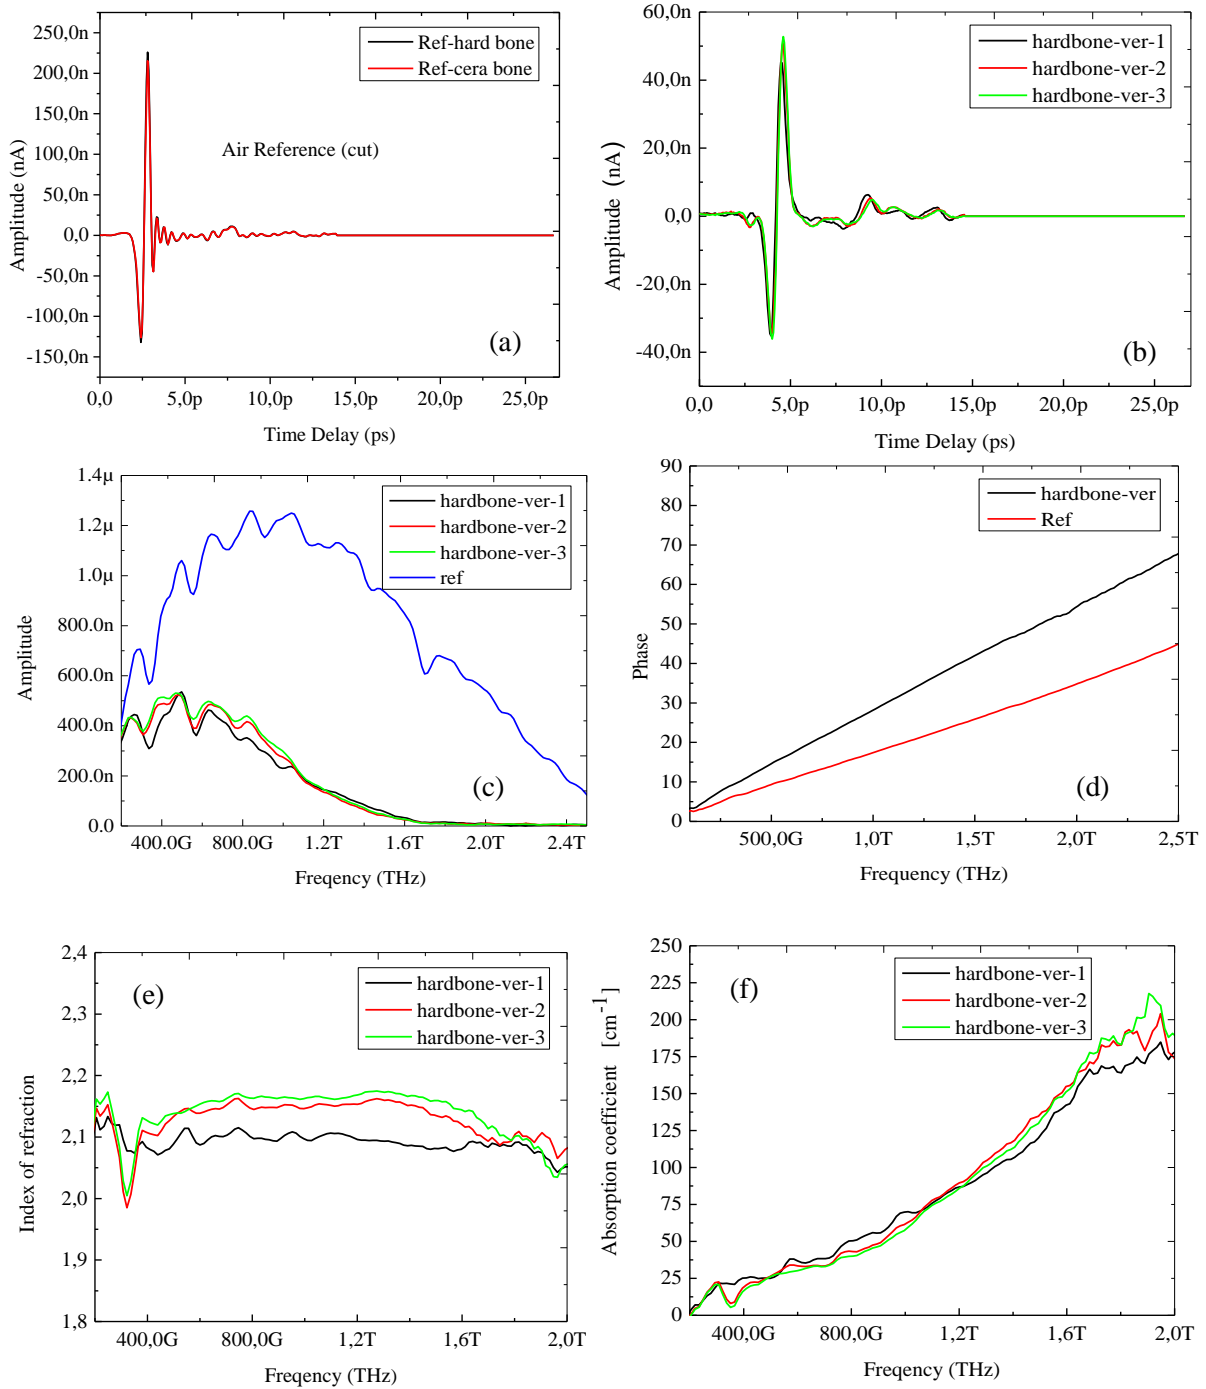 250,0n
200,0n
150,0n
100,0n
50,0n
0,0
-50,0n
-100,0n
-150,0n
Amplitude (nA)
Ref-hard bone
Ref-cera bone
Air Reference (cut)
(a)
0,0
5,0p
10,0p
15,0p
20,0p
25,0p
Time Delay (ps)
60,0n
40,0n
20,0n
0,0
-20,0n
-40,0n
Amplitude (nA)
hardbone-ver-1
hardbone-ver-2
hardbone-ver-3
(b)
0,0
5,0p
10,0p
15,0p
20,0p
25,0p
Time Delay (ps)
1.4μ
1.2μ
1.0μ
800.0n
600.0n
400.0n
200.0n
0.0
Amplitude
hardbone-ver-1
hardbone-ver-2
hardbone-ver-3
ref
(c)
400.0G
800.0G
1.2T
1.6T
2.0T
2.4T
Freqency (THz)
90
80
70
60
50
40
30
20
10
0
Phase
hardbone-ver
Ref
(d)
500,0G
1,0T
1,5T
2,0T
2,5T
Frequency (THz)
2,4
2,3
2,2
2,1
2,0
1,9
1,8
Index of refraction
(e)
hardbone-ver-1
hardbone-ver-2
hardbone-ver-3
400,0G
800,0G
1,2T
1,6T
2,0T
Freqency (THz)
250
225
200
175
150
125
100
75
50
25
0
Absorption coefficient [cm⁻¹]
(f)
hardbone-ver-1
hardbone-ver-2
hardbone-ver-3
400,0G
800,0G
1,2T
1,6T
2,0T
Freqency (THz)